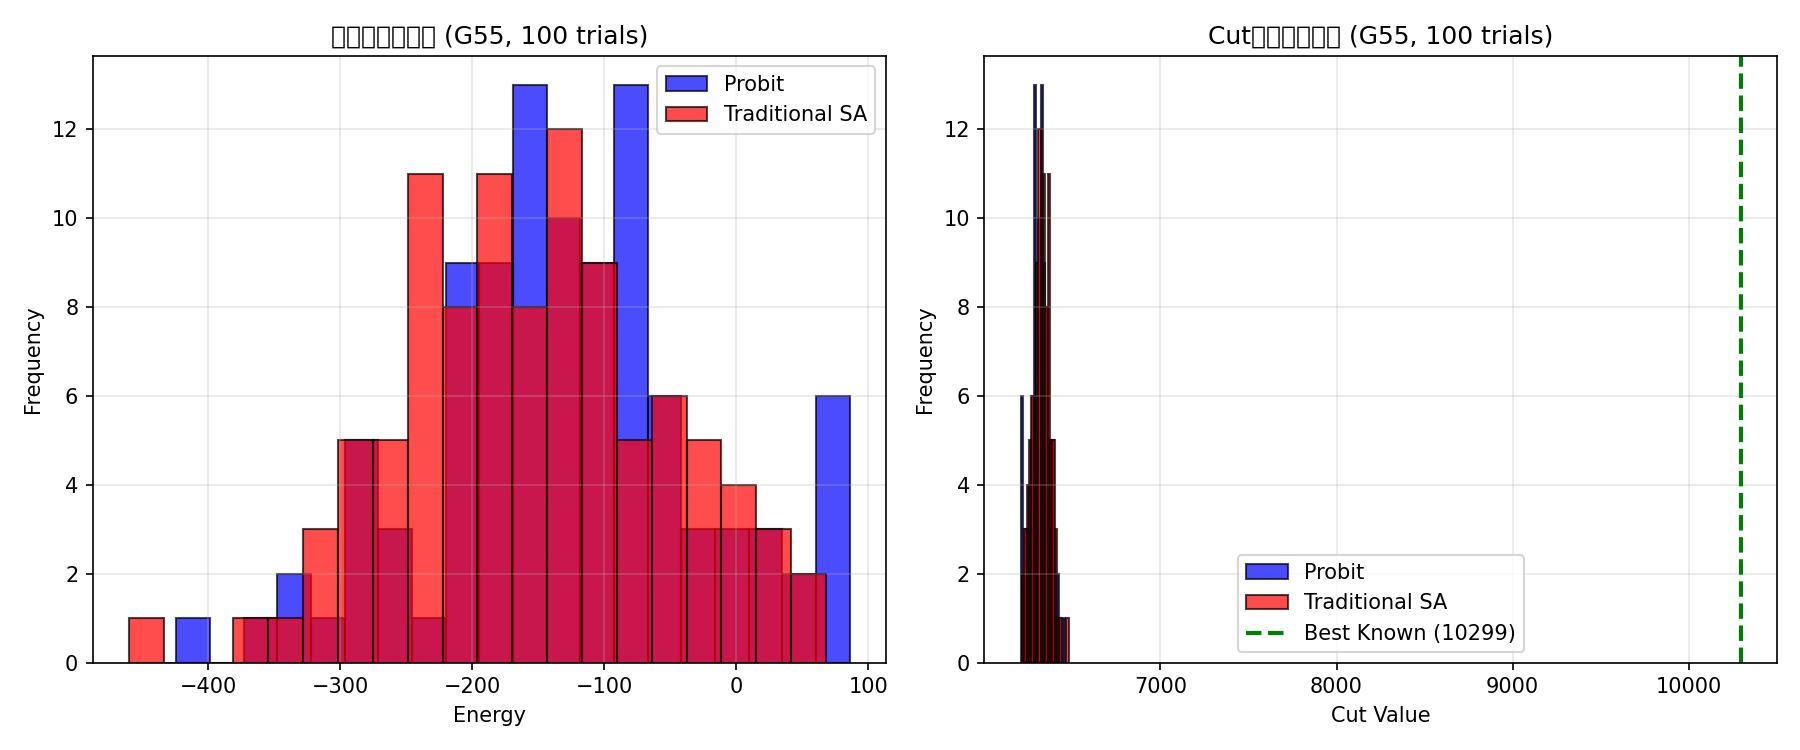 (G55, 100 trials)
Probit
Traditional SA
Frequency
12
10
8
6
4
2
0
−400
−300
−200
−100
0
100
Energy
Cut
(G55, 100 trials)
Frequency
12
10
8
6
4
2
0
Probit
Traditional SA
Best Known (10299)
7000
8000
9000
10000
Cut Value